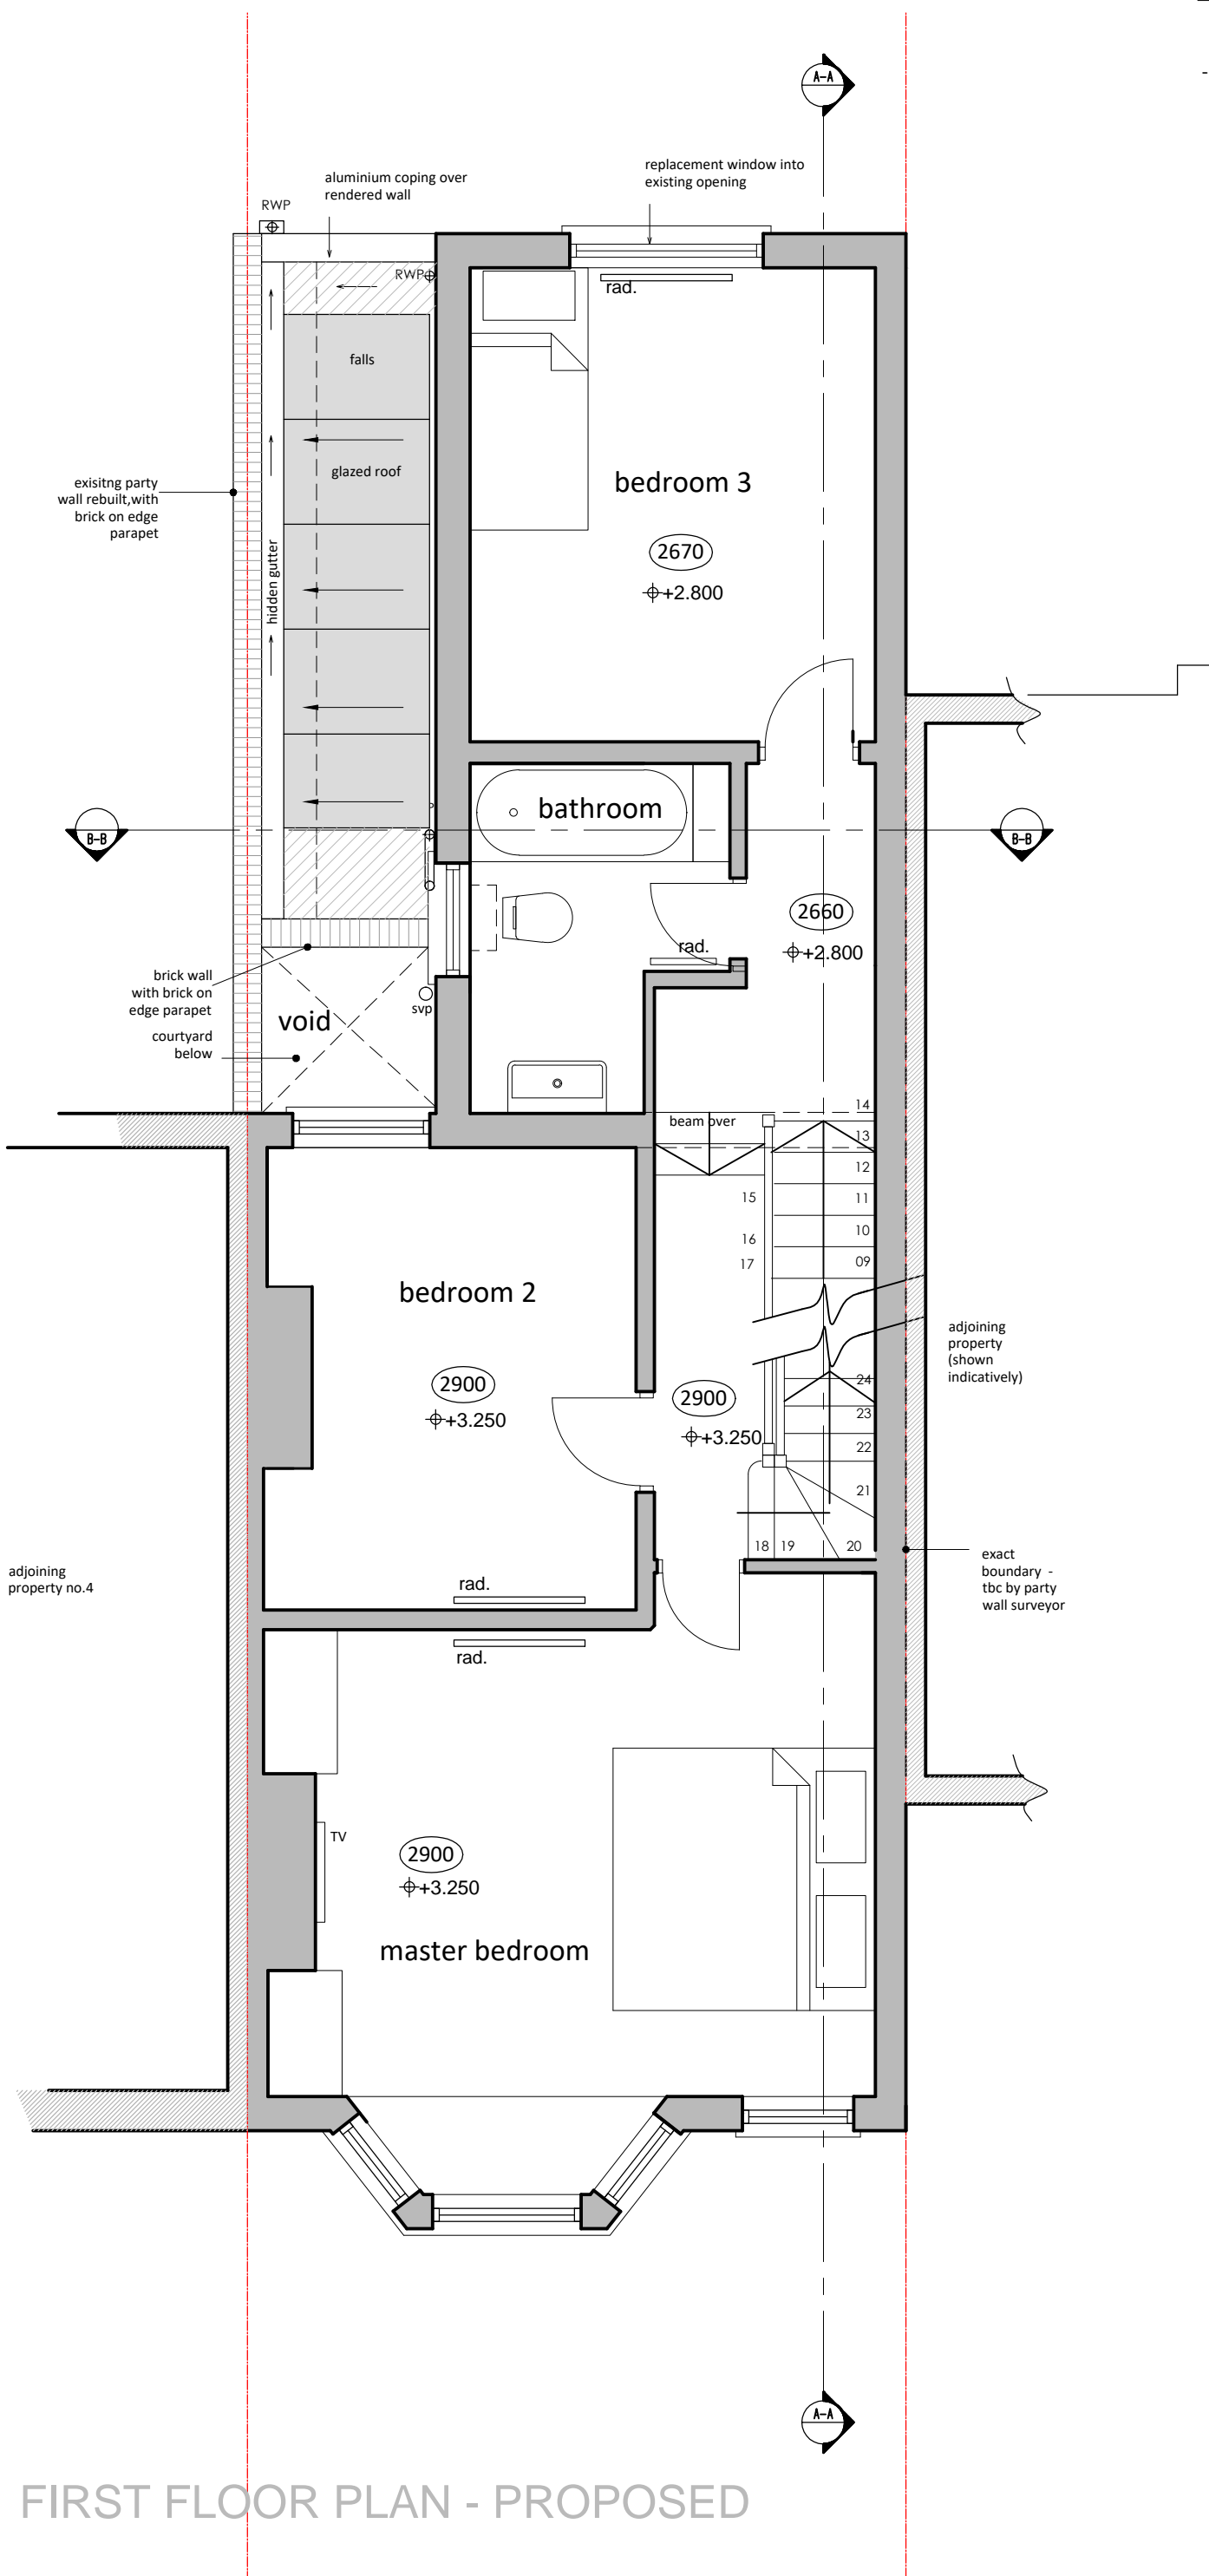 A-A
replacement window into
existing opening
aluminium coping over
rendered wall
RWP
RWP
rad.
falls
glazed roof
bedroom 3
exisitng party
wall rebuilt,with
brick on edge
parapet
hidden gutter
2670
+2.800
bathroom
B-B
B-B
2660
+2.800
rad.
brick wall
with brick on
edge parapet
svp
void
courtyard
below
beam over
14
13
12
11
10
09
15
16
17
bedroom 2
adjoining
property
(shown
indicatively)
2900
+3.250
2900
+3.250
24
23
22
21
20
19
18
exact
boundary -
tbc by party
wall surveyor
adjoining
property no.4
rad.
rad.
TV
2900
+3.250
master bedroom
A-A
FIRST FLOOR PLAN - PROPOSED